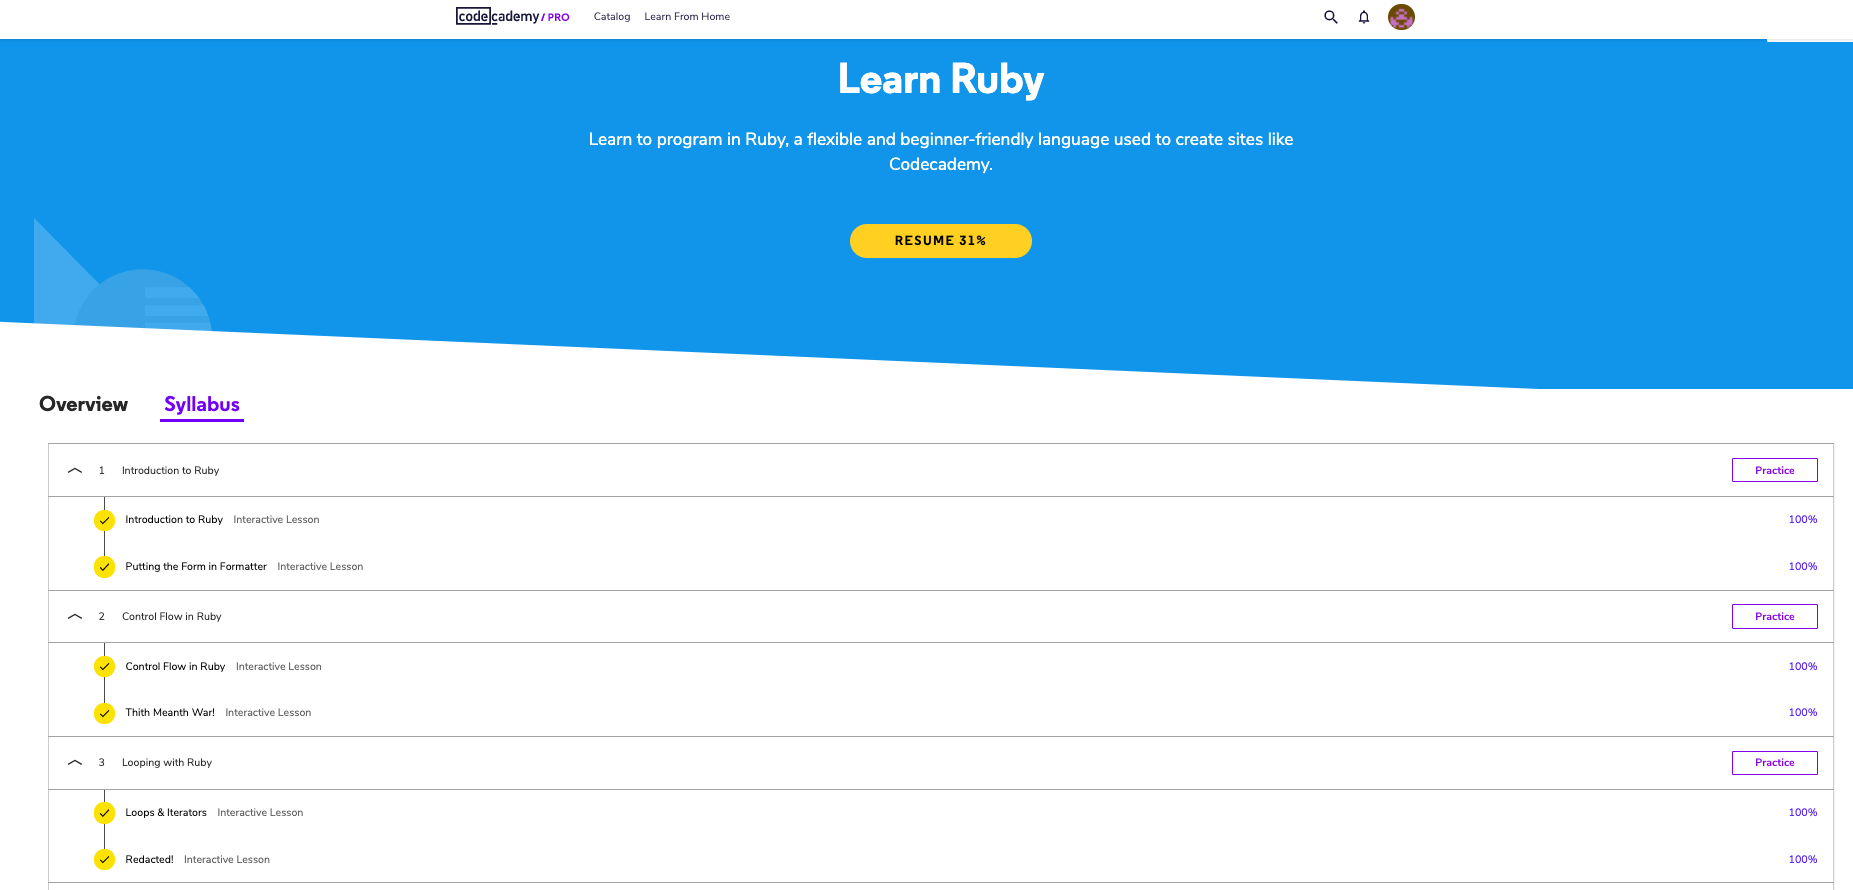 codecademy / PRO Catalog Learn From Home
Learn Ruby
Learn to program in Ruby, a flexible and beginner-friendly language used to create sites like
Codecademy.
RESUME 31%
Overview Syllabus
1 Introduction to Ruby Practice
Introduction to Ruby Interactive Lesson 100%
Putting the Form in Formatter Interactive Lesson 100%
2 Control Flow in Ruby Practice
Control Flow in Ruby Interactive Lesson 100%
Thith Meanth War! Interactive Lesson 100%
3 Looping with Ruby Practice
Loops & Iterators Interactive Lesson 100%
Redacted! Interactive Lesson 100%